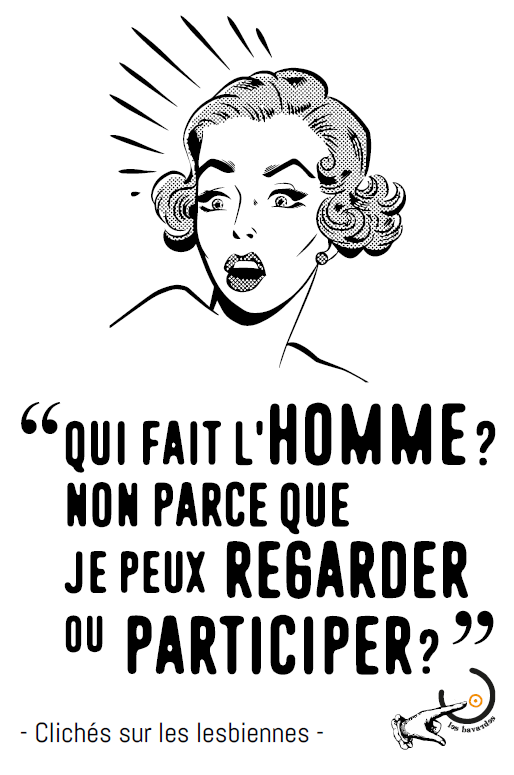 “QUI FAIT L'HOMME?
NON PARCE QUE
JE PEUX REGARDER
OU PARTICIPER?”
les bavardes
- Clichés sur les lesbiennes -